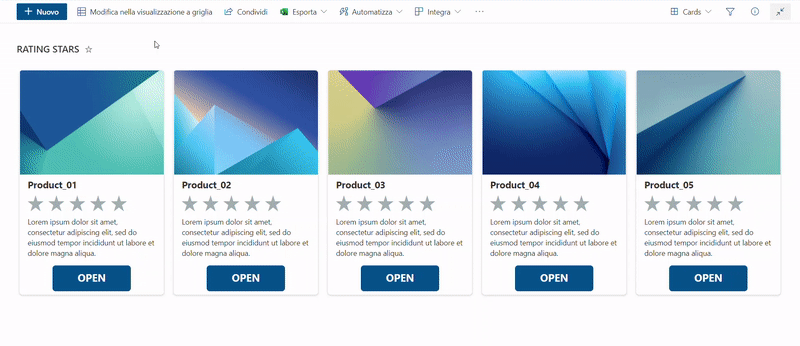 Nuovo Modifica nella visualizzazione a griglia Condividi Esporta Automatizza Integra Cards
RATING STARS
Product_01
Lorem ipsum dolor sit amet,
consectetur adipiscing elit, sed do
eiusmod tempor incididunt ut labore et
dolore magna aliqua.
OPEN
Product_02
Lorem ipsum dolor sit amet,
consectetur adipiscing elit, sed do
eiusmod tempor incididunt ut labore et
dolore magna aliqua.
OPEN
Product_03
Lorem ipsum dolor sit amet,
consectetur adipiscing elit, sed do
eiusmod tempor incididunt ut labore et
dolore magna aliqua.
OPEN
Product_04
Lorem ipsum dolor sit amet,
consectetur adipiscing elit, sed do
eiusmod tempor incididunt ut labore et
dolore magna aliqua.
OPEN
Product_05
Lorem ipsum dolor sit amet,
consectetur adipiscing elit, sed do
eiusmod tempor incididunt ut labore et
dolore magna aliqua.
OPEN